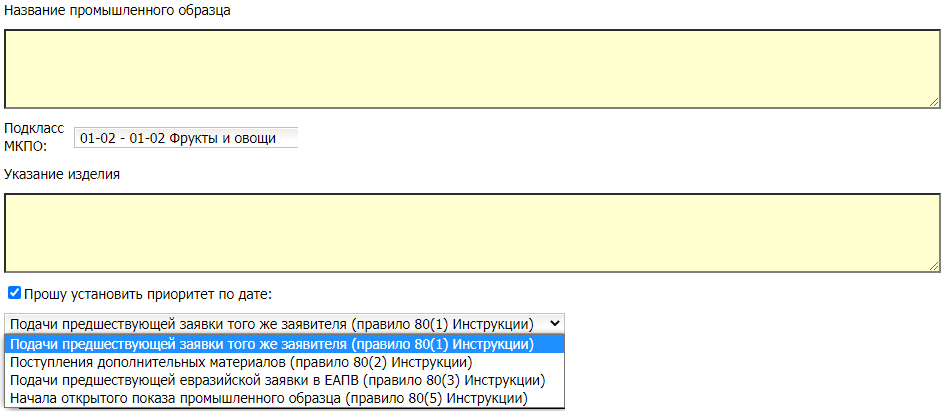 Название промышленного образца
Подкласс
МКПО:
01-02 - 01-02 Фрукты и овощи
Указание изделия
Прошу установить приоритет по дате:
Подачи предшествующей заявки того же заявителя (правило 80(1) Инструкции)
Подачи предшествующей заявки того же заявителя (правило 80(1) Инструкции)
Поступления дополнительных материалов (правило 80(2) Инструкции)
Подачи предшествующей евразийской заявки в ЕАПВ (правило 80(3) Инструкции)
Начала открытого показа промышленного образца (правило 80(5) Инструкции)